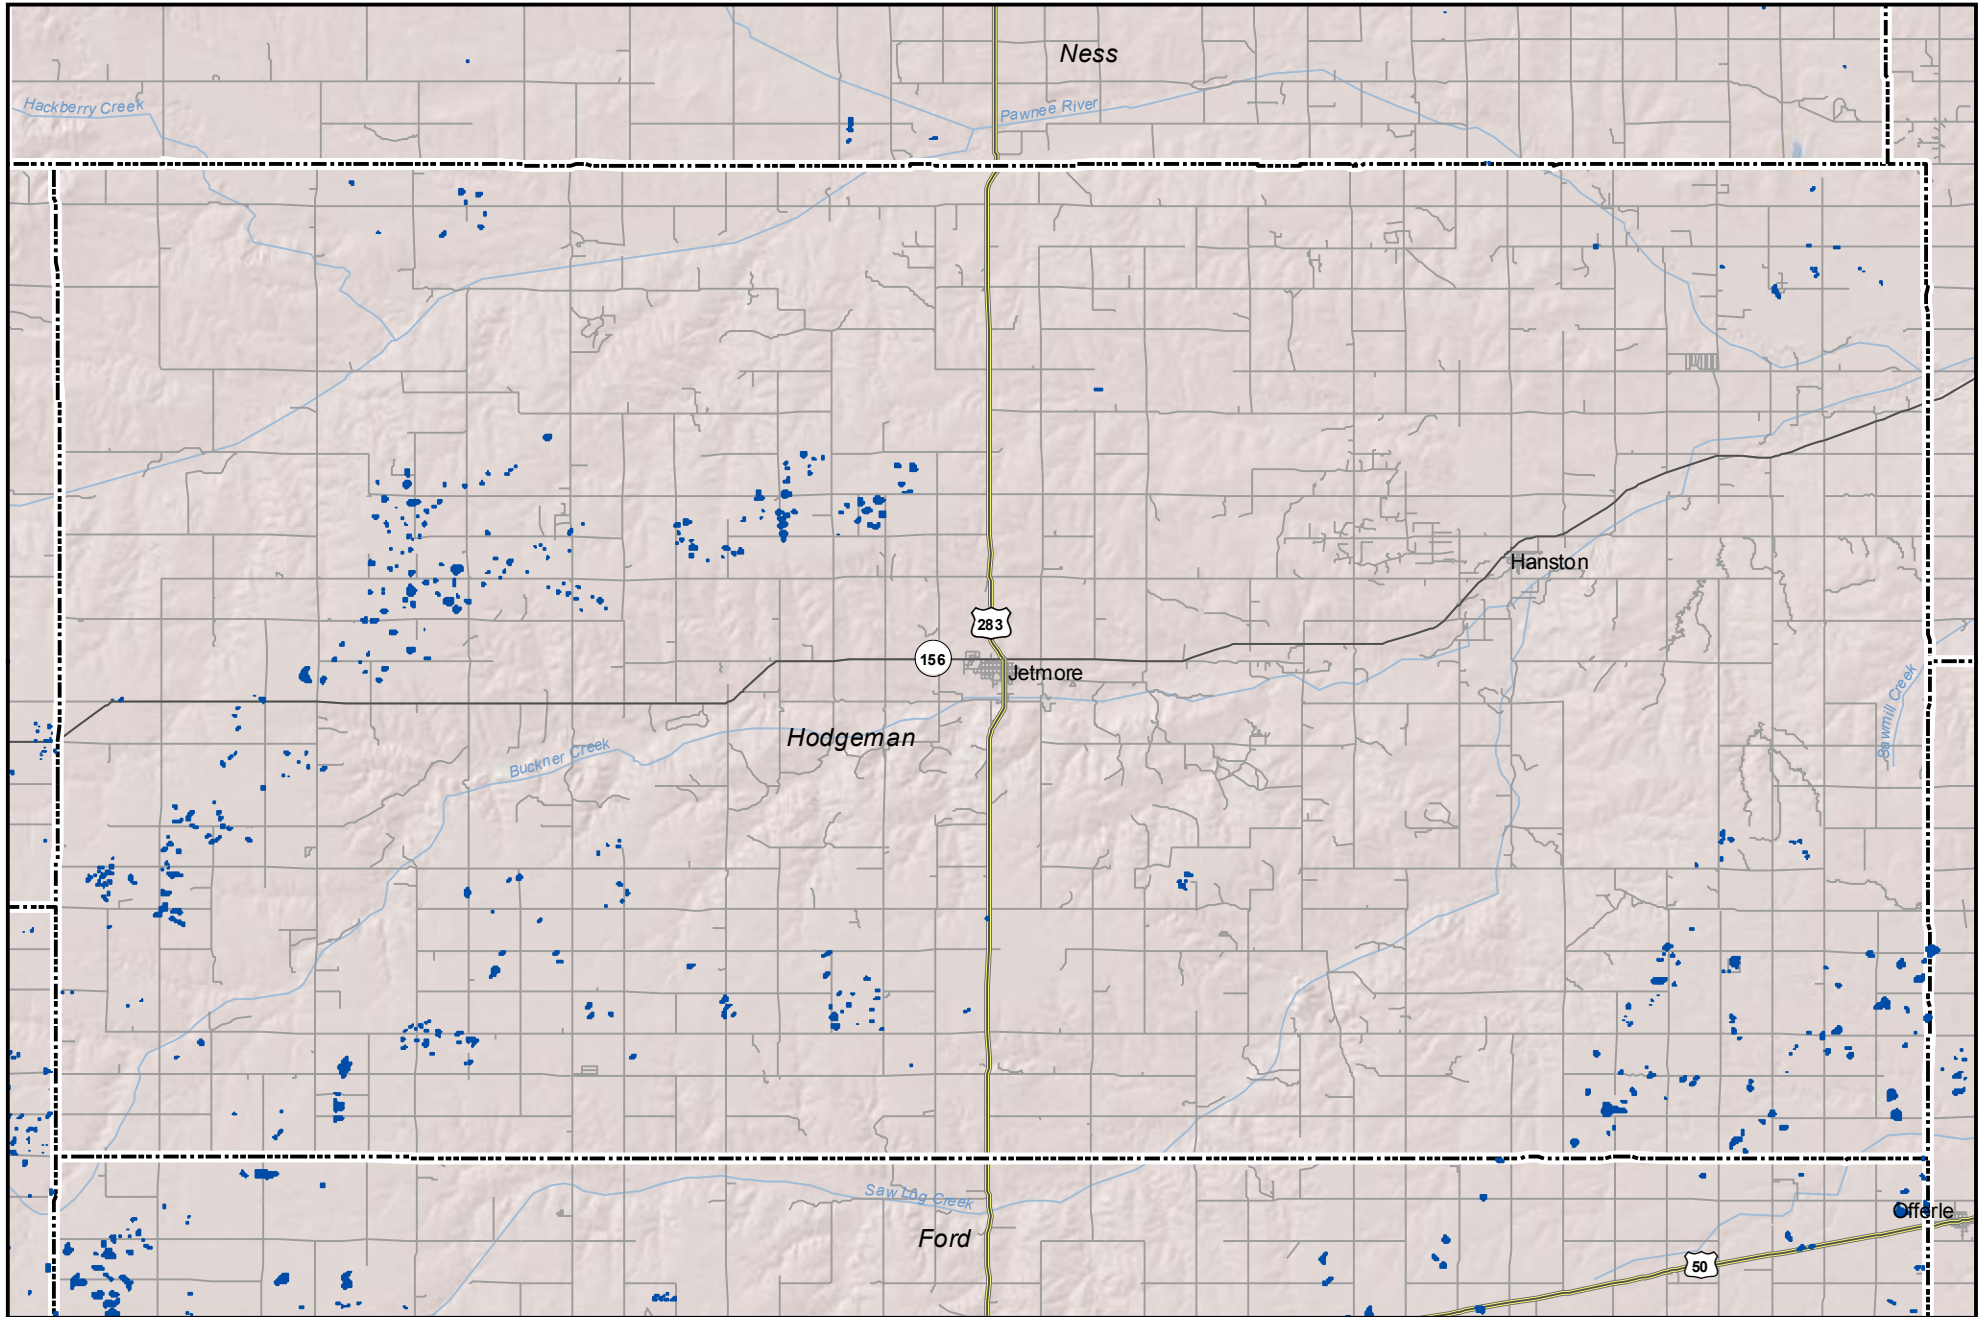 Ness
Hackberry Creek
Pawnee River
Hanston
283
156
Jetmore
Sawmill Creek
Hodgeman
Buckner Creek
Saw Log Creek
Offerle
Ford
50